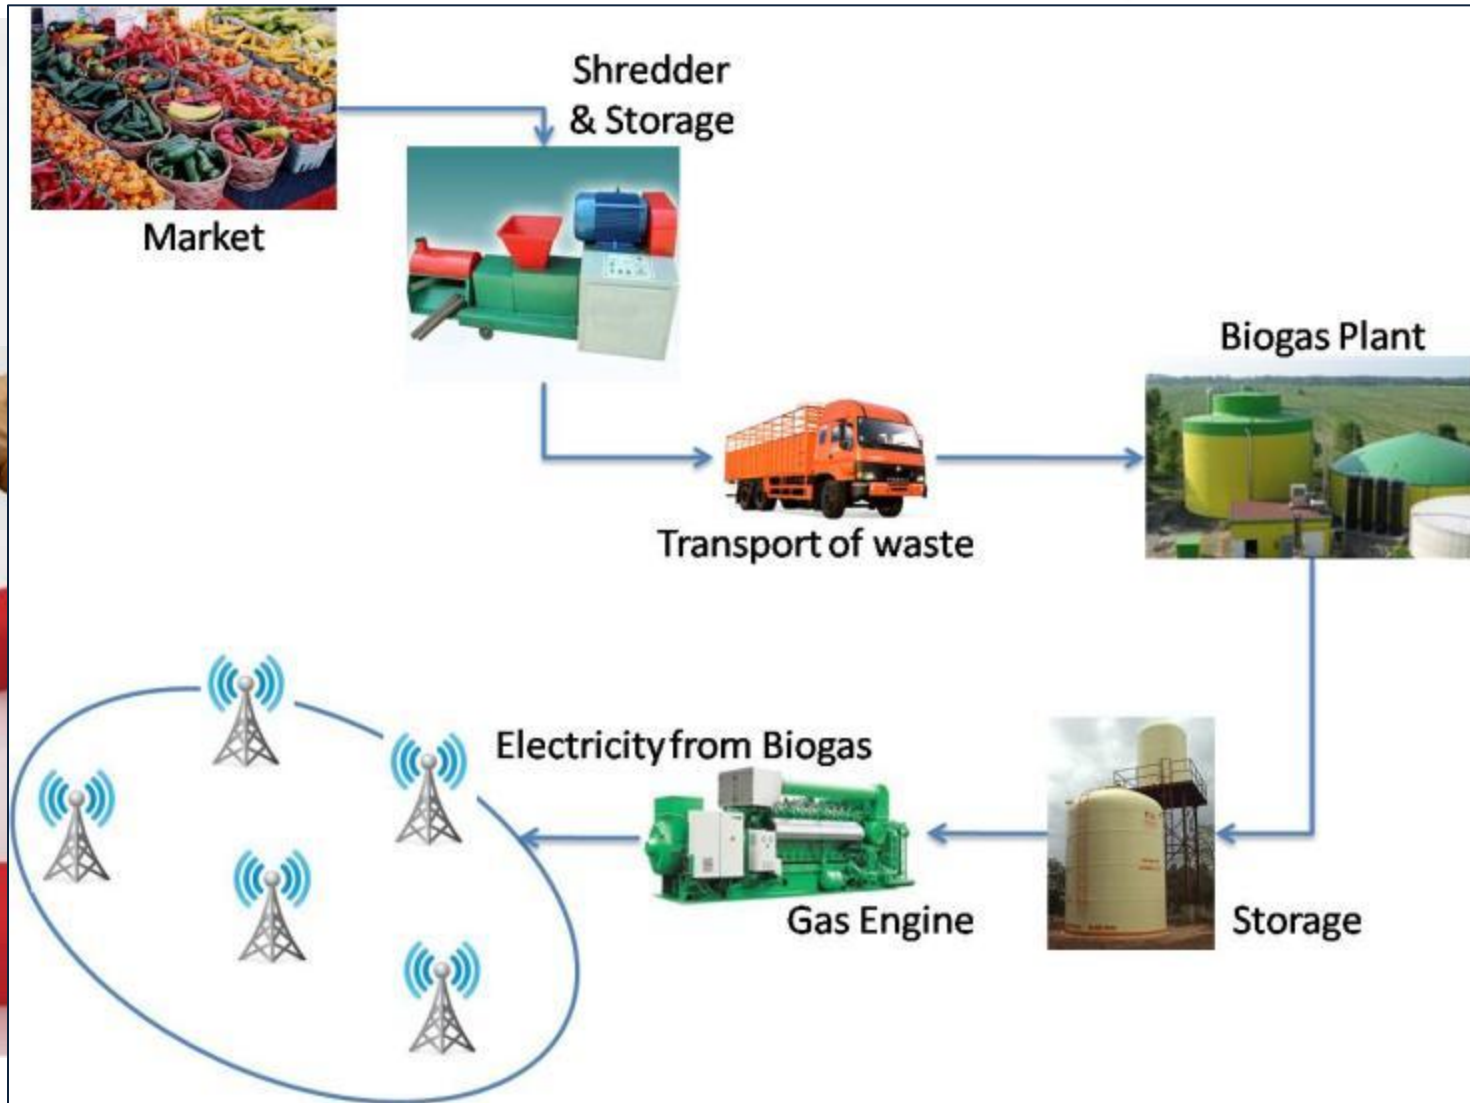 Shredder
& Storage
Market
Biogas Plant
Transport of waste
Electricity from Biogas
Gas Engine
Storage